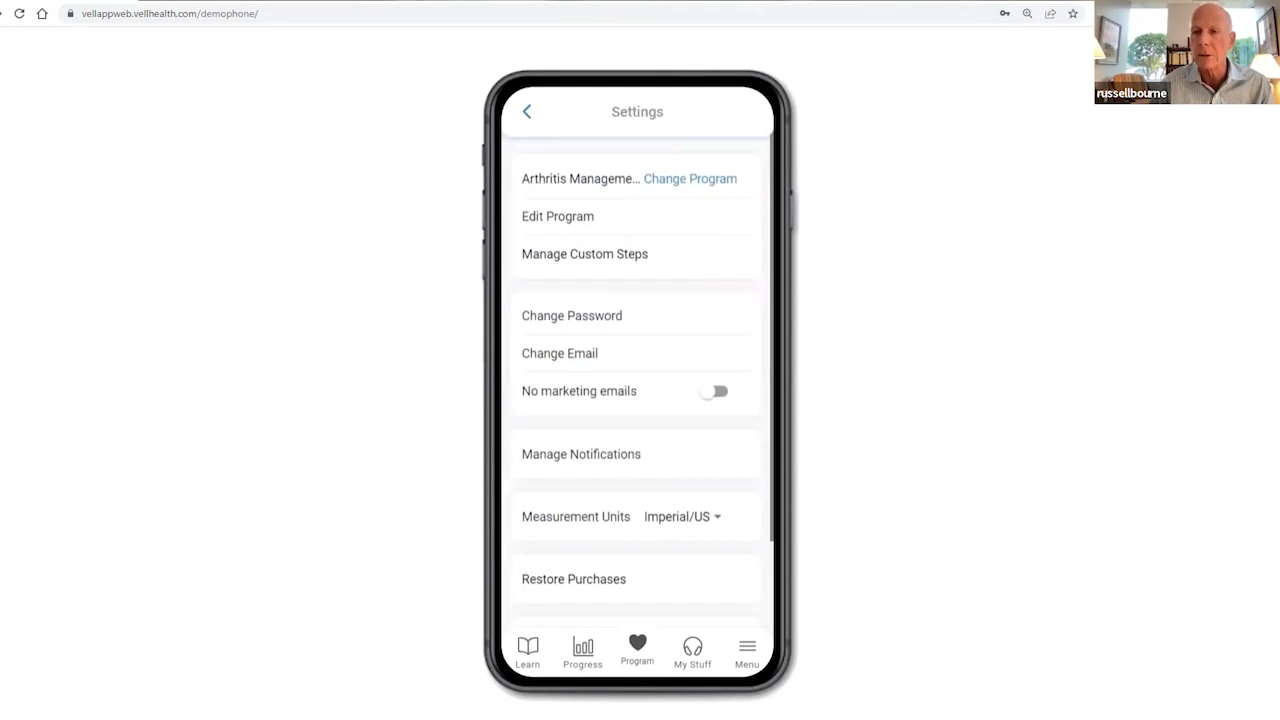 vellappweb.vellhealth.com/demophone/
russellbourne
Settings
Arthritis Manageme... Change Program
Edit Program
Manage Custom Steps
Change Password
Change Email
No marketing emails
Manage Notifications
Measurement Units Imperial/US
Restore Purchases
Learn Progress Program My Stuff Menu